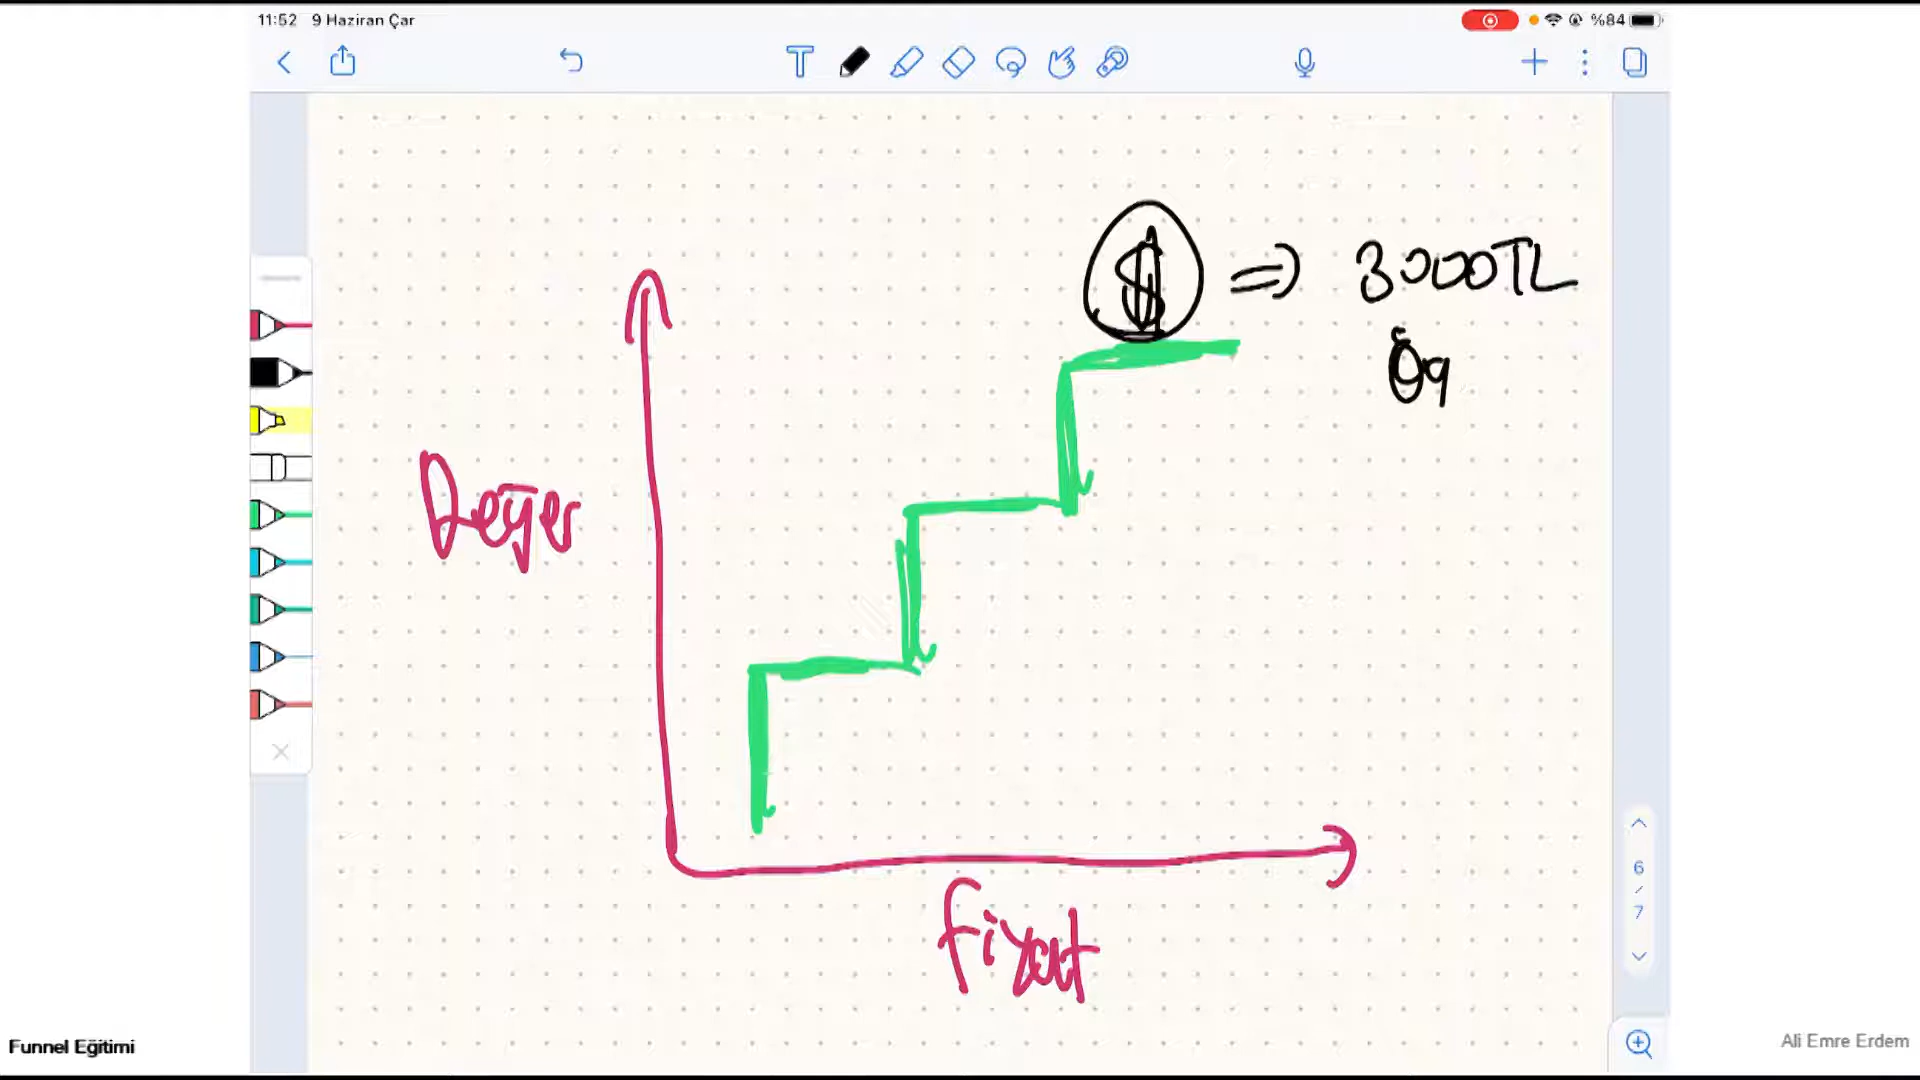 11:52 9 Haziran Çar
%84
$ => 3000TL
Değer
6
/
7
fiyat
Funnel Eğitimi
Ali Emre Erdem